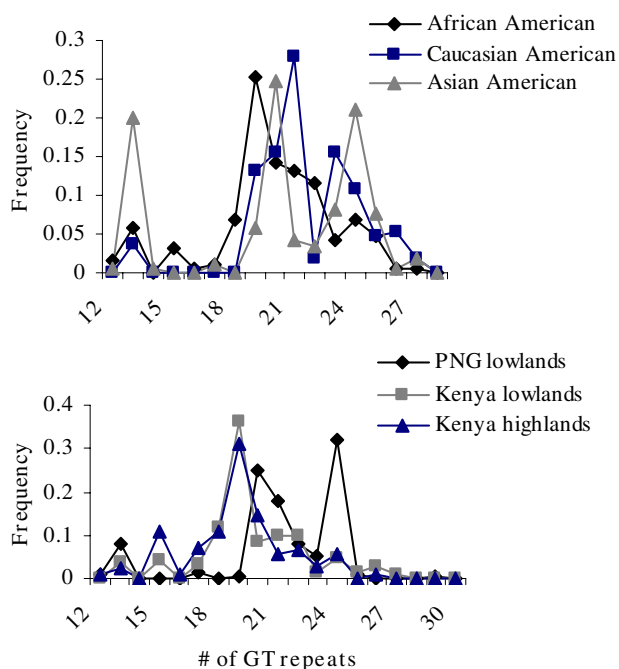 African American
Caucasian American
Asian American
0.3
0.25
0.2
0.15
0.1
0.05
0
Frequency
12 15 18 21 24 27
PNG lowlands
Kenya lowlands
Kenya highlands
0.4
0.3
0.2
0.1
0
Frequency
12 15 18 21 24 27 30
# of GT repeats